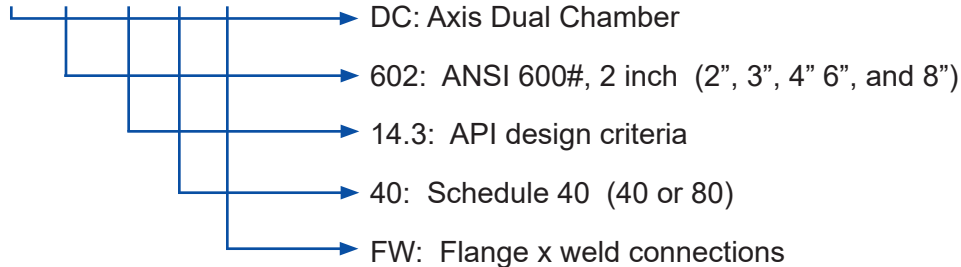 DC: Axis Dual Chamber
602:  ANSI 600#, 2 inch  (2”, 3”, 4” 6”, and 8”)
14.3:  API design criteria
40:  Schedule 40  (40 or 80)
FW:  Flange x weld connections